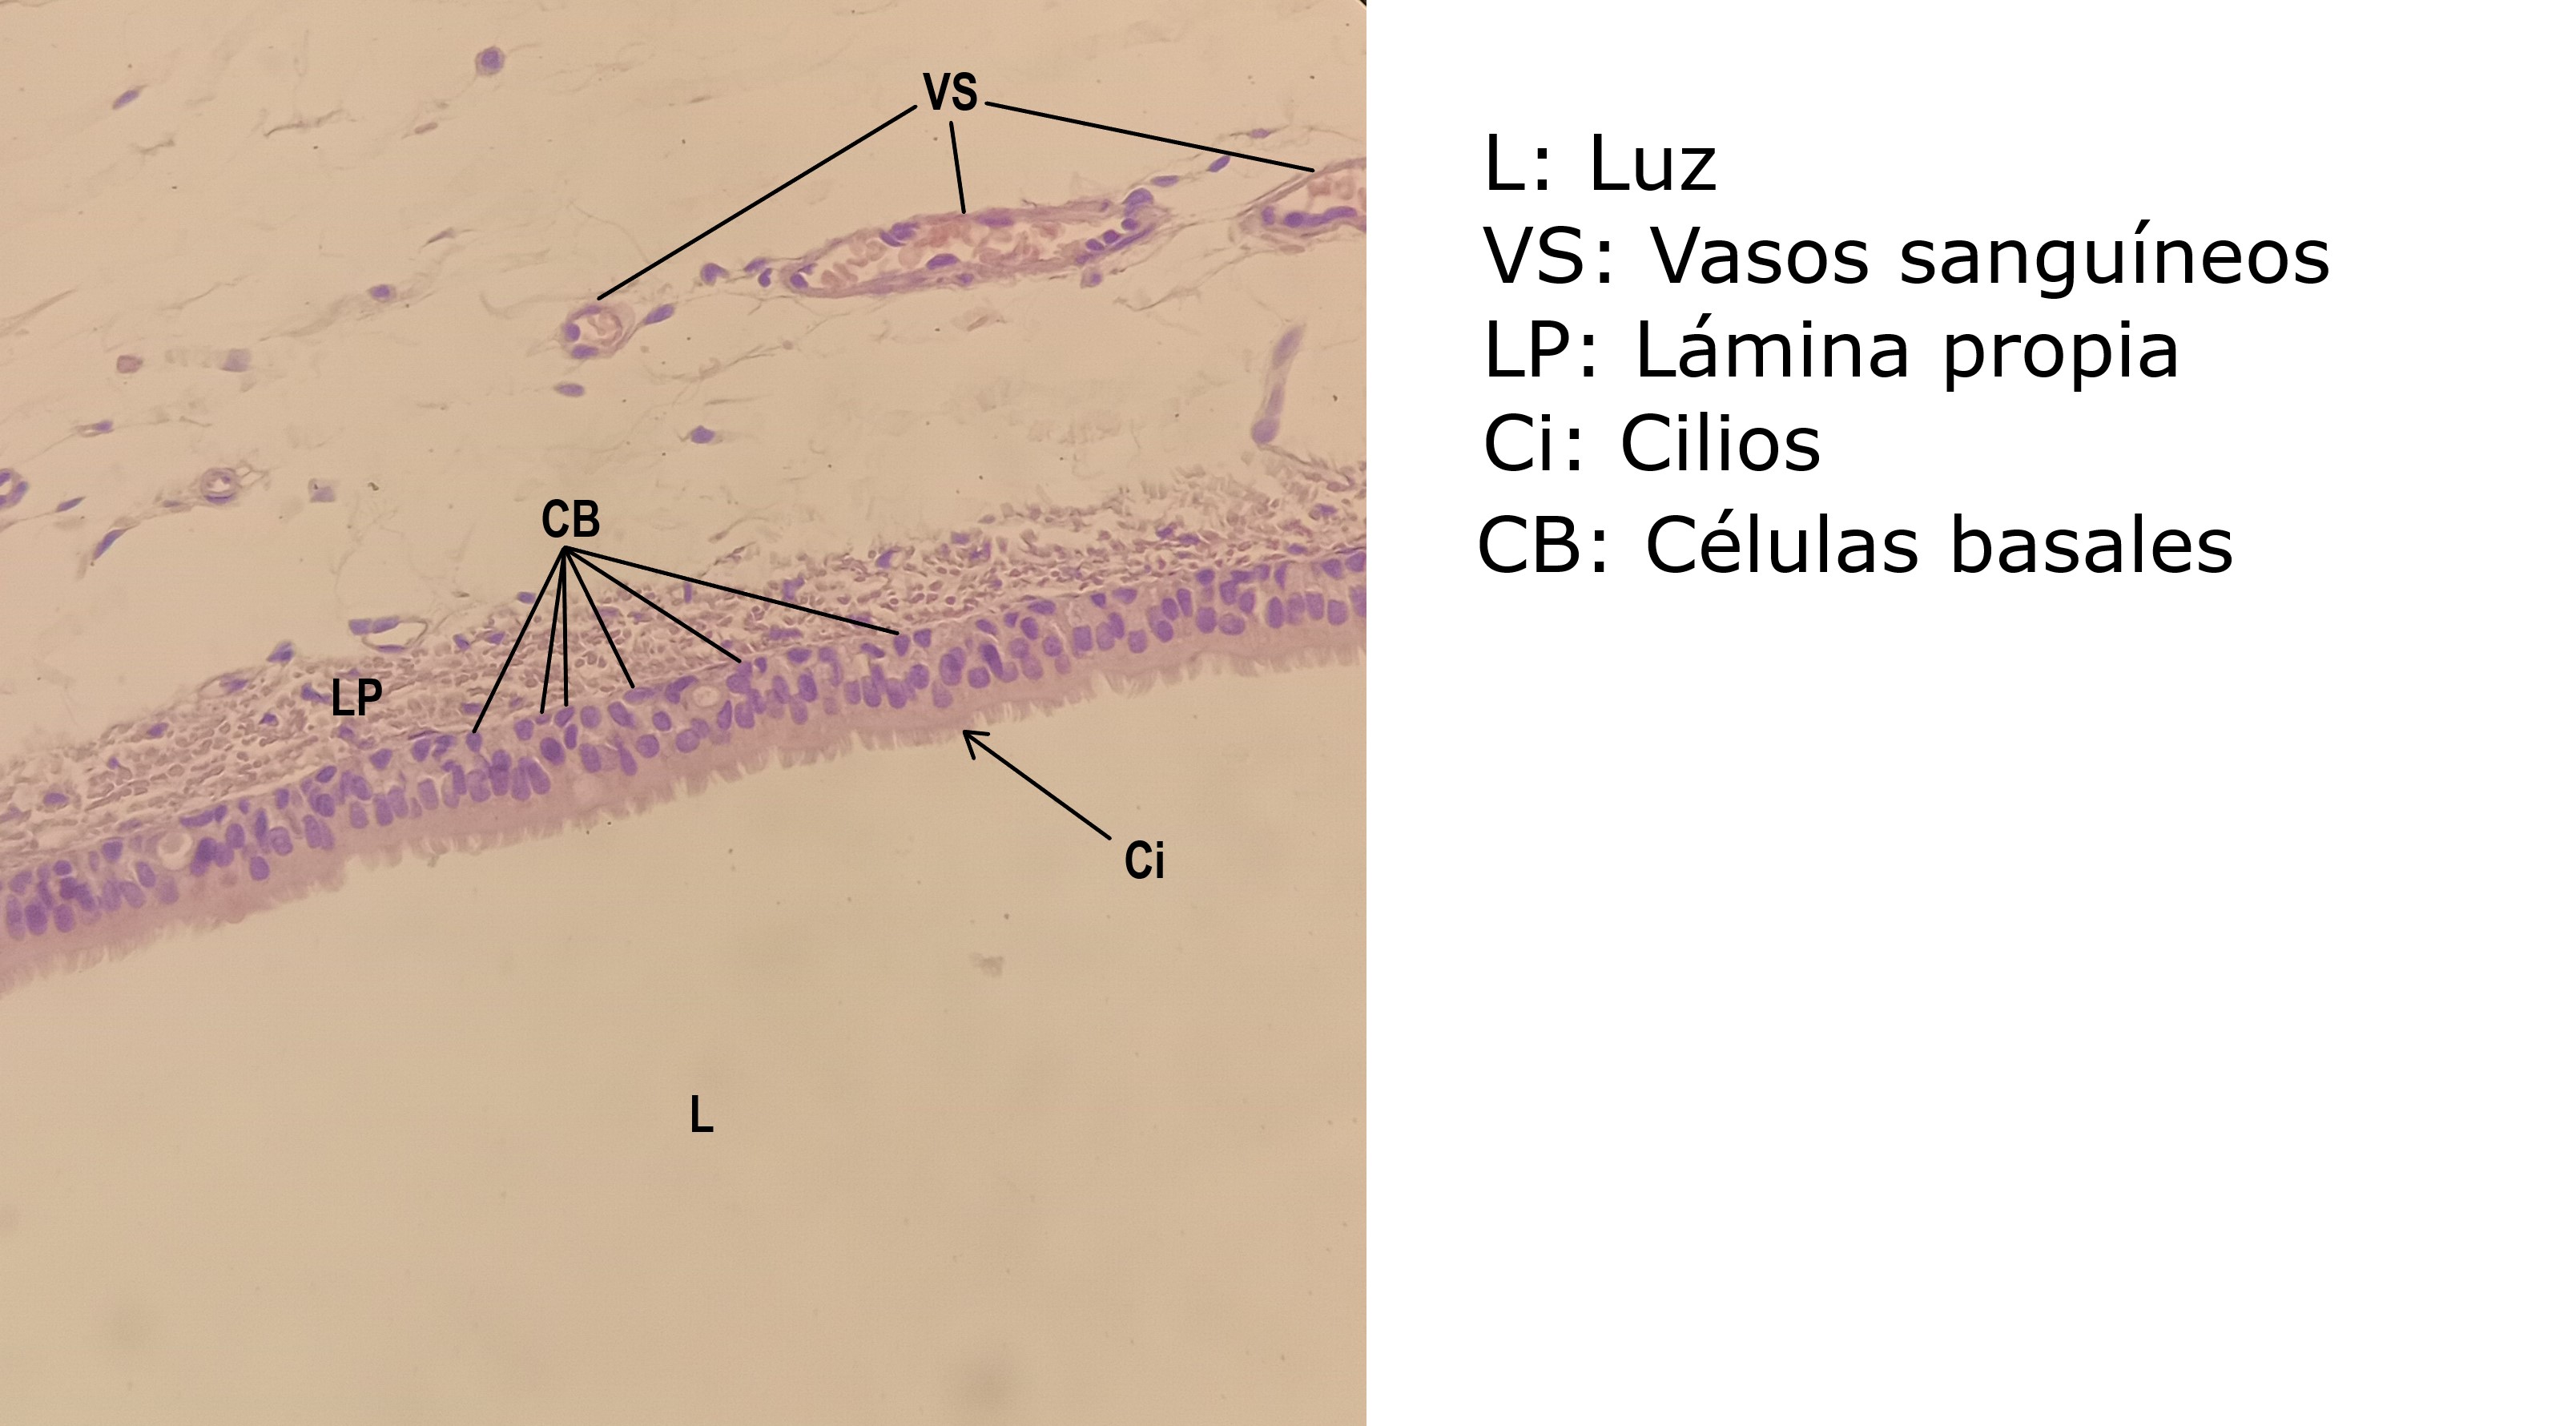 VS
CB
LP
Ci
L
L: Luz
VS: Vasos sanguíneos
LP: Lámina propia
Ci: Cilios
CB: Células basales